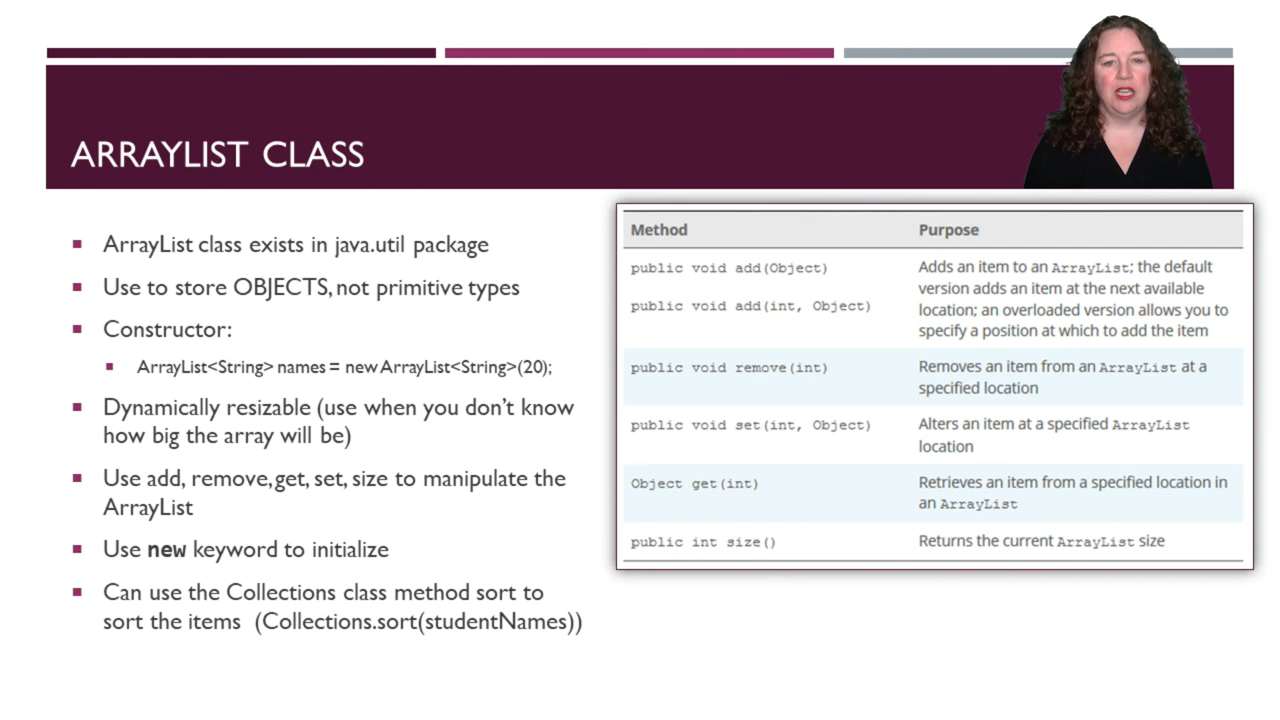 ARRAYLIST CLASS
ArrayList class exists in java.util package
Use to store OBJECTS, not primitive types
Constructor:
ArrayList<String> names = new ArrayList<String>(20);
Dynamically resizable (use when you don't know
how big the array will be)
Use add, remove, get, set, size to manipulate the
ArrayList
Use new keyword to initialize
Can use the Collections class method sort to
sort the items (Collections.sort(studentNames))
Method Purpose
public void add(Object) Adds an item to an ArrayList; the default
version adds an item at the next available
public void add(int, Object) location; an overloaded version allows you to
specify a position at which to add the item
public void remove(int) Removes an item from an ArrayList at a
specified location
public void set(int, Object) Alters an item at a specified ArrayList
location
Object get(int) Retrieves an item from a specified location in
an ArrayList
public int size() Returns the current ArrayList size